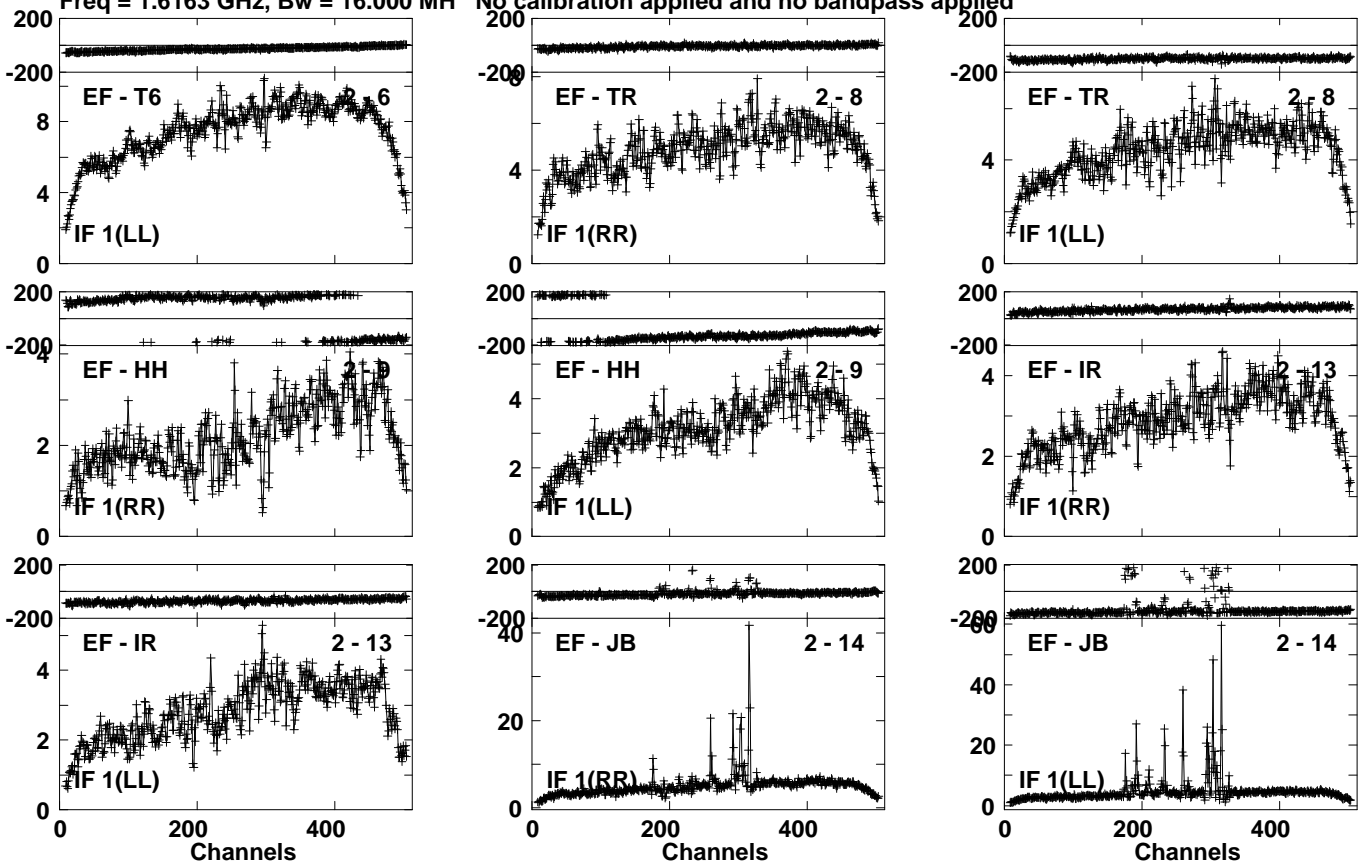 Freq = 1.6163 GHz, Bw = 16.000 MH No calibration applied and no bandpass applied
200 200 200
-200 -200 -200
8
EF - T6 2 - 6 EF - TR 2 - 8 EF - TR 2 - 8
8
4 4 4
IF 1(LL) IF 1(RR) IF 1(LL)
0 0 0
200 200 200
-200 -200 -200
4
EF - HH 2 - 9 EF - HH 2 - 9 EF - IR 2 - 13
4 4
2 2 2
IF 1(RR) IF 1(LL) IF 1(RR)
0 0 0
200 200 200
-200 -200 -200
60
EF - IR 2 - 13 EF - JB 2 - 14 EF - JB 2 - 14
4 40 40
2 20 20
IF 1(LL) IF 1(RR) IF 1(LL)
0 0 0
0 200 400 200 400 0 200 400
Channels Channels Channels